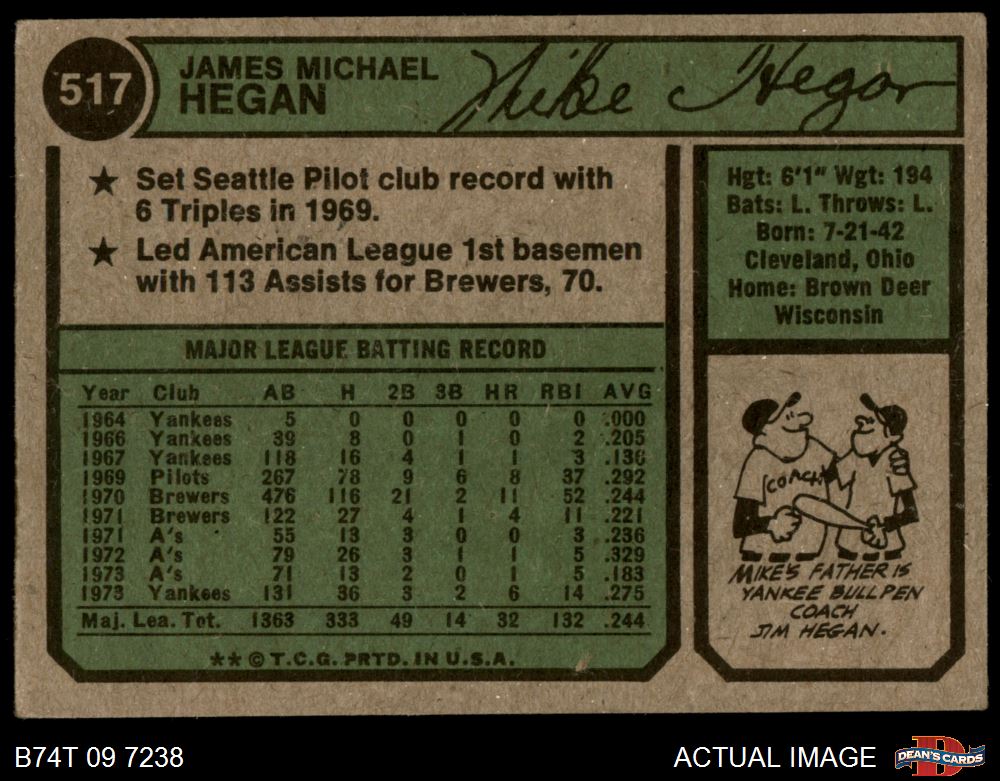 517
JAMES MICHAEL
HEGAN
Mike Hegan
★ Set Seattle Pilot club record with
6 Triples in 1969.
★ Led American League 1st basemen
with 113 Assists for Brewers, 70.
Hgt: 6'1" Wgt: 194
Bats: L. Throws: L.
Born: 7-21-42
Cleveland, Ohio
Home: Brown Deer
Wisconsin
MAJOR LEAGUE BATTING RECORD
Year Club AB H 2B 3B HR RBI AVG
1964 Yankees 5 0 0 0 0 0 .000
1966 Yankees 39 8 0 1 0 2 .205
1967 Yankees 118 16 4 1 1 3 .136
1969 Pilots 267 78 9 6 8 37 .292
1970 Brewers 476 116 21 2 11 52 .244
1971 Brewers 122 27 4 1 4 11 .221
1971 A's 55 13 3 0 0 3 .236
1972 A's 79 26 3 1 1 5 .329
1973 A's 71 13 2 0 1 5 .183
1973 Yankees 131 36 3 2 6 14 .275
Maj. Lea. Tot. 1363 333 49 14 32 132 .244
** © T.C.G. PRTD. IN U.S.A.
COACH
MIKE'S FATHER IS
YANKEE BULLPEN
COACH
JIM HEGAN.
B74T 09 7238
ACTUAL IMAGE
D
DEAN'S CARDS